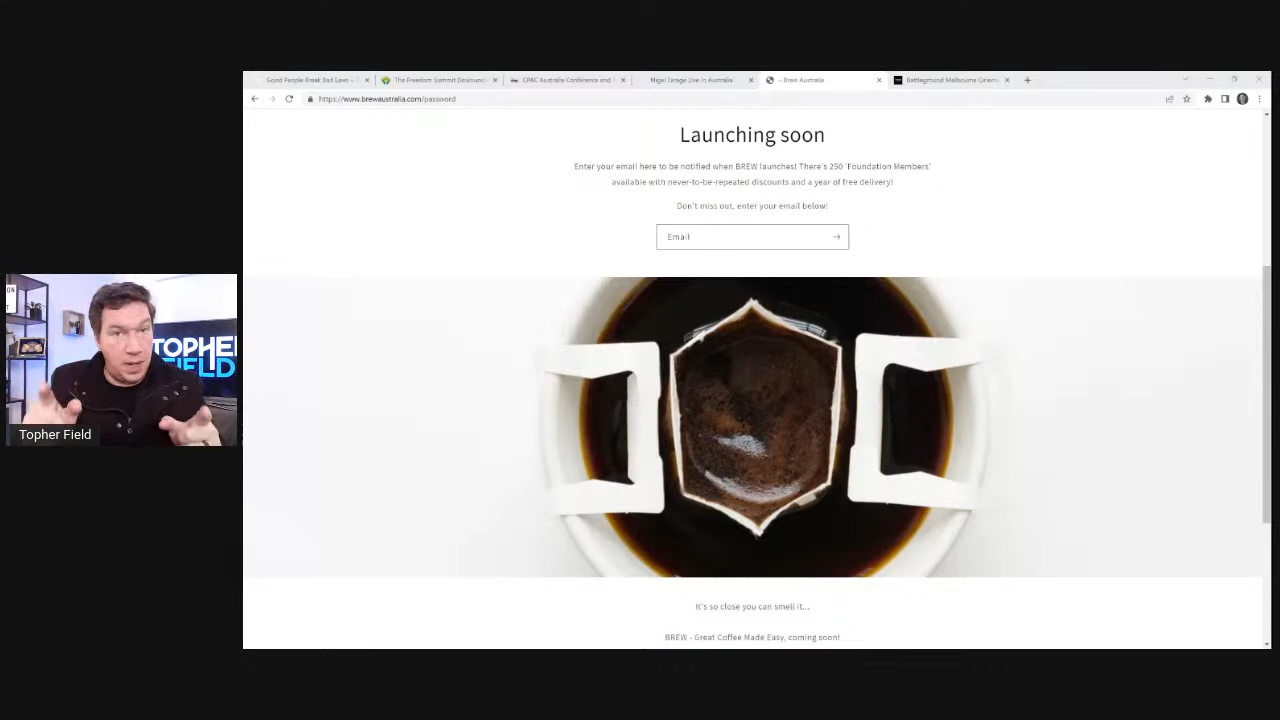 Good People Break Bad Laws -
The Freedom Summit Downund
CPAC Australia Conference and
Nigel Farage Live In Australia
– Brew Australia
Battleground Melbourne Cinem
https://www.brewaustralia.com/password
Launching soon
Enter your email here to be notified when BREW launches! There's 250 'Foundation Members'
available with never-to-be-repeated discounts and a year of free delivery!
Don't miss out, enter your email below!
Email
TOPHE
FIELD
Topher Field
It's so close you can smell it...
BREW - Great Coffee Made Easy, coming soon!